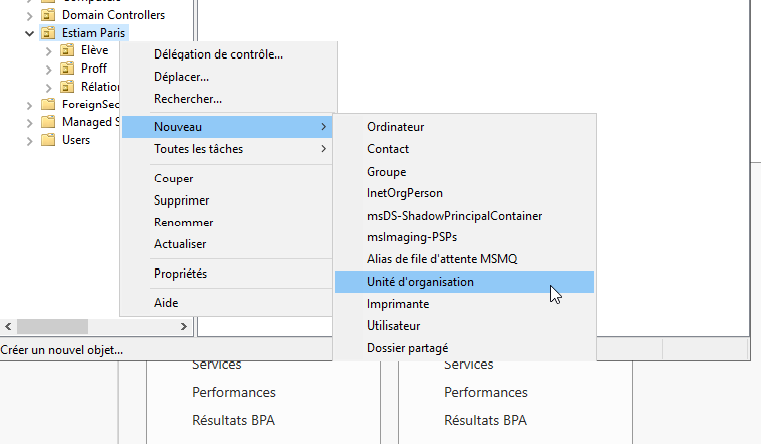 Domain Controllers
Estiam Paris
Elève
Proff
Rélation
ForeignSec
Managed S
Users
Délégation de contrôle...
Déplacer...
Rechercher...
Nouveau
Toutes les tâches
Couper
Supprimer
Renommer
Actualiser
Propriétés
Aide
Ordinateur
Contact
Groupe
InetOrgPerson
msDS-ShadowPrincipalContainer
msImaging-PSPs
Alias de file d'attente MSMQ
Unité d'organisation
Imprimante
Utilisateur
Dossier partagé
Créer un nouvel objet...
Services
Performances
Résultats BPA
Services
Performances
Résultats BPA